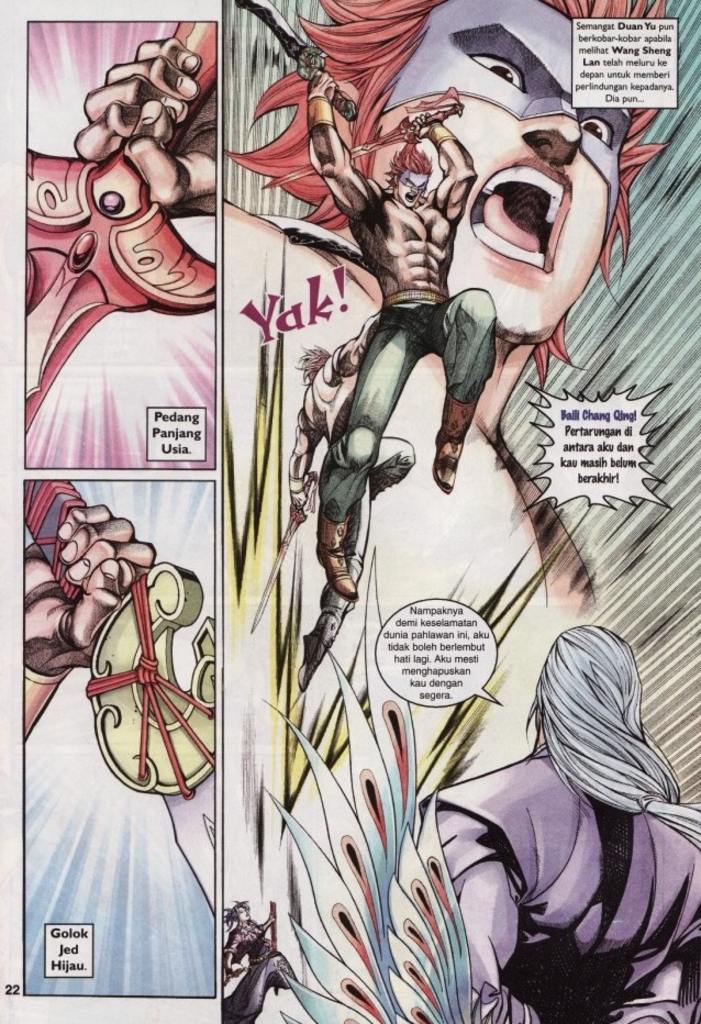 Pedang
Panjang
Usia.
Golok
Jed
Hijau.
22
Semangat Duan Yu pun
berkobar-kobar apabila
melihat Wang Sheng
Lan telah meluru ke
depan untuk memberi
perlindungan kepadanya.
Dia pun...
Yak!
Baili Chang Qing!
Pertarungan di
antara aku dan
kau masih belum
berakhir!
Nampaknya
demi keselamatan
dunia pahlawan ini, aku
tidak boleh berlembut
hati lagi. Aku mesti
menghapuskan
kau dengan
segera.